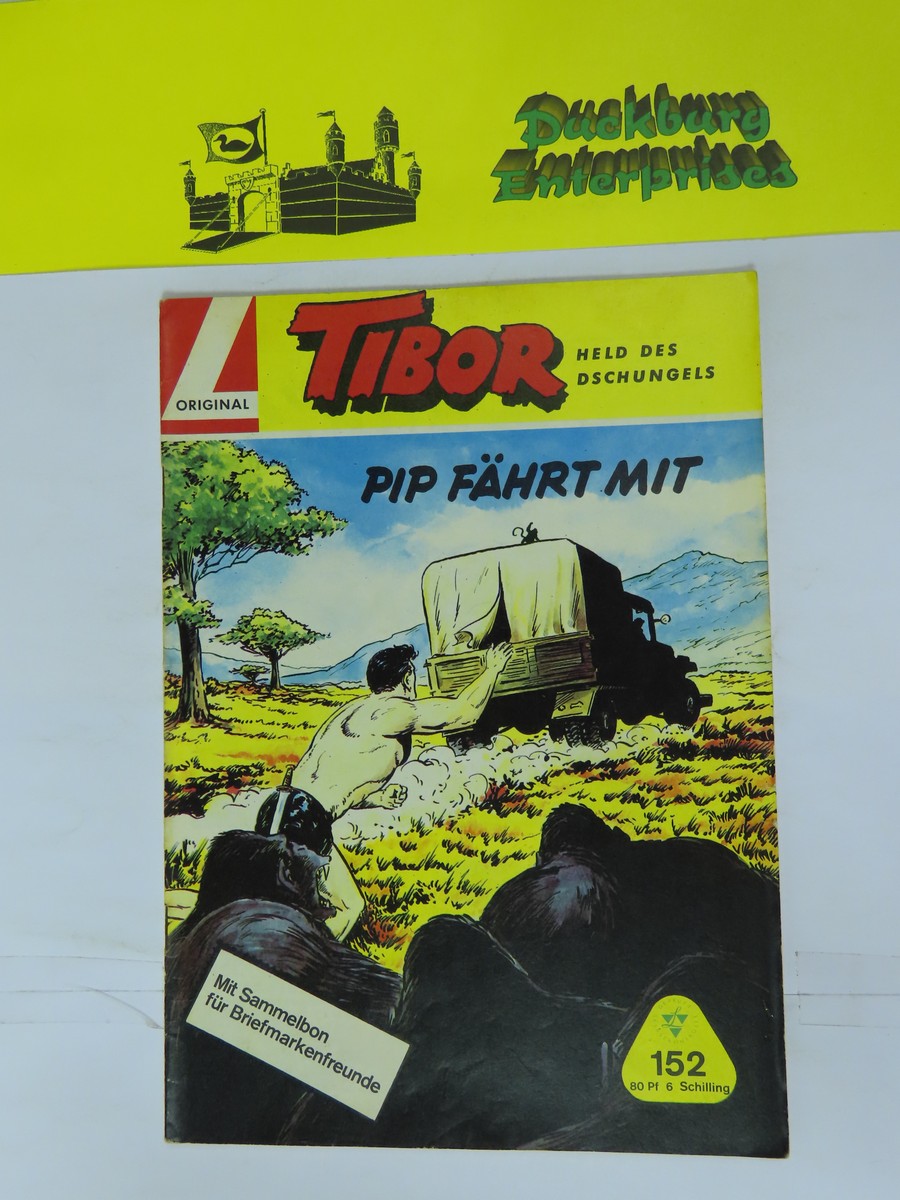 Duckburg
Enterprises
ORIGINAL
TIBOR
HELD DES
DSCHUNGELS
PIP FÄHRT MIT
Mit Sammelbon
für Briefmarkenfreunde
152
80 Pf 6 Schilling